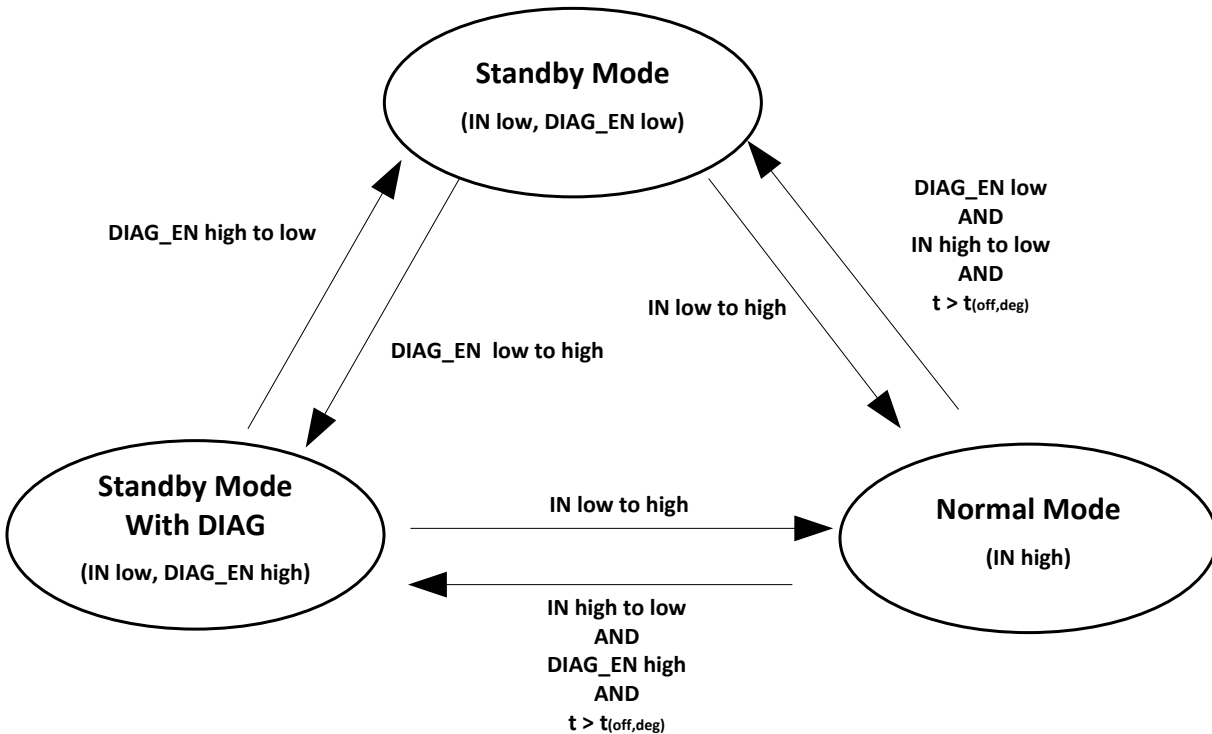 Standby Mode
(IN low, DIAG_EN low)
DIAG_EN high to low
DIAG_EN  low to high
IN low to high
DIAG_EN low
AND
IN high to low
AND
t > t(off,deg)
Standby Mode
With DIAG
(IN low, DIAG_EN high)
IN low to high
IN high to low
AND
DIAG_EN high
AND
t > t(off,deg)
Normal Mode
(IN high)